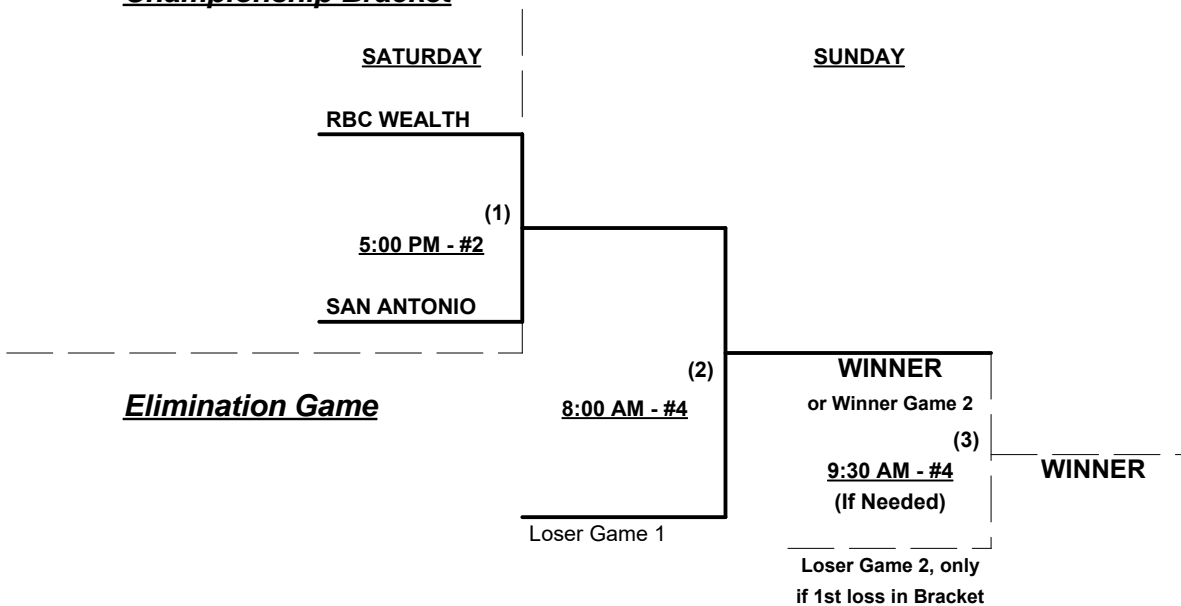 Championship Bracket
SATURDAY
SUNDAY
RBC WEALTH
(1)
5:00 PM - #2
SAN ANTONIO
(2)
WINNER
Elimination Game
8:00 AM - #4
or Winner Game 2
(3)
9:30 AM - #4
WINNER
(If Needed)
Loser Game 1
Loser Game 2, only
if 1st loss in Bracket